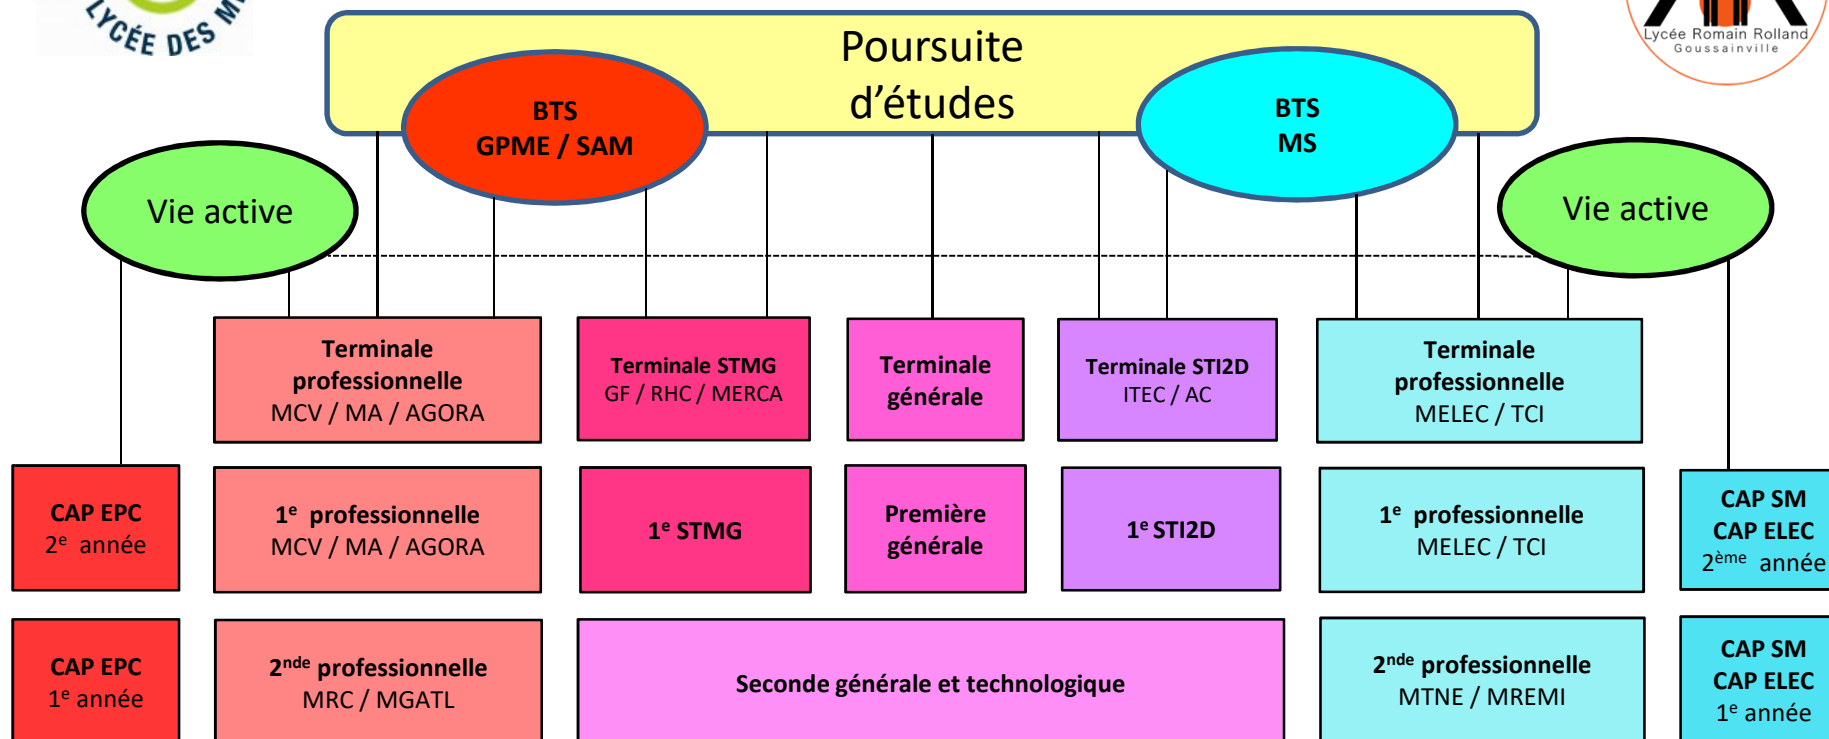 LYCÉE DES
Lycée Romain Rolland
Goussainville
Poursuite
d'études
BTS
GPME / SAM
BTS
MS
Vie active
Vie active
Terminale
professionnelle
MCV / MA / AGORA
Terminale STMG
GF / RHC / MERCA
Terminale
générale
Terminale STI2D
ITEC / AC
Terminale
professionnelle
MELEC / TCI
CAP EPC
2e année
1e professionnelle
MCV / MA / AGORA
1e STMG
Première
générale
1e STI2D
1e professionnelle
MELEC / TCI
CAP SM
CAP ELEC
2ème année
CAP EPC
1e année
2nde professionnelle
MRC / MGATL
Seconde générale et technologique
2nde professionnelle
MTNE / MREMI
CAP SM
CAP ELEC
1e année